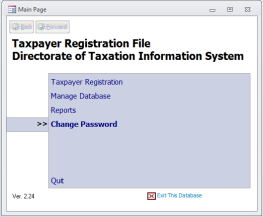 Main Page
Back Forward
Taxpayer Registration File
Directorate of Taxation Information System
Taxpayer Registration
Manage Database
Reports
>> Change Password
Quit
Ver. 2.24
Exit This Database